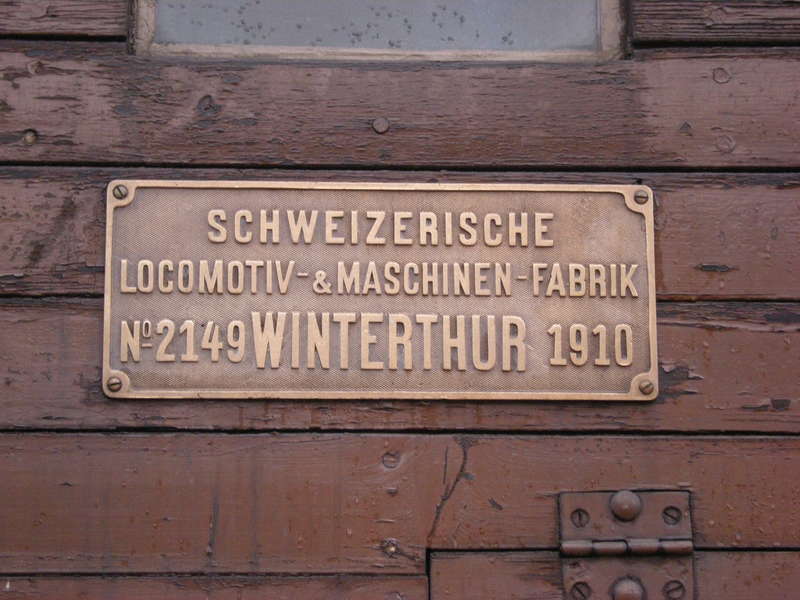 SCHWEIZERISCHE
LOCOMOTIV-&MASCHINEN-FABRIK
Nº2149 WINTERTHUR 1910